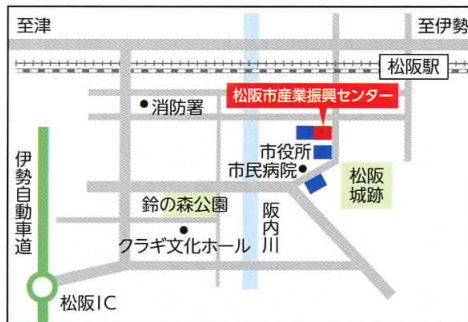 至津
至伊勢
松阪駅
松阪市産業振興センター
消防署
市役所
市民病院
松阪
城跡
伊勢自動車道
鈴の森公園
阪内川
クラギ文化ホール
松阪IC